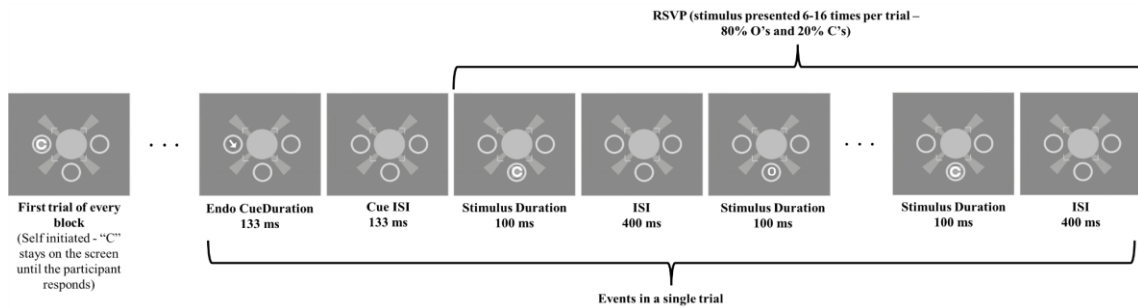 RSVP (stimulus presented 6-16 times per trial –
80% O's and 20% C's)
C
C
O
C
First trial of every
block
(Self initiated - “C”
stays on the screen
until the participant
responds)
. . .
Endo CueDuration
133 ms
Cue ISI
133 ms
Stimulus Duration
100 ms
ISI
400 ms
Stimulus Duration
100 ms
. . .
Stimulus Duration
100 ms
ISI
400 ms
Events in a single trial